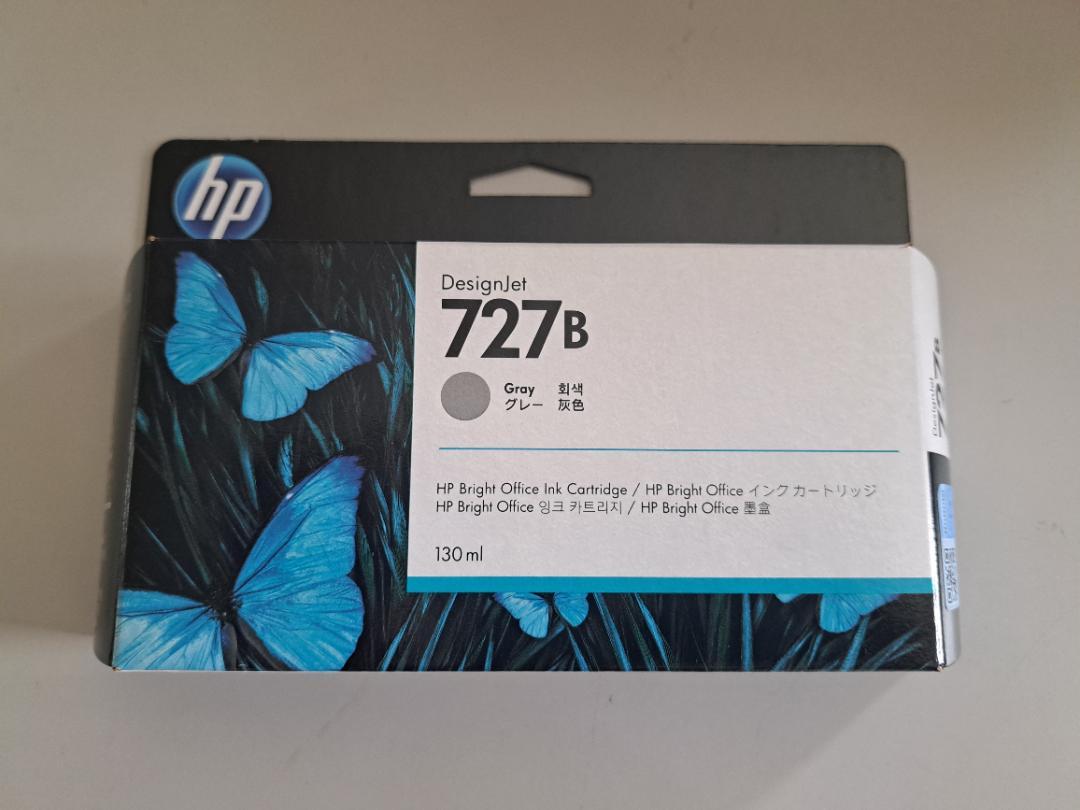 hp
DesignJet
727B
Gray 회색
グレー 灰色
HP Bright Office Ink Cartridge / HP Bright Office インク カートリッジ
HP Bright Office 잉크 카트리지 / HP Bright Office 墨盒
130 ml
DesignJet
727B